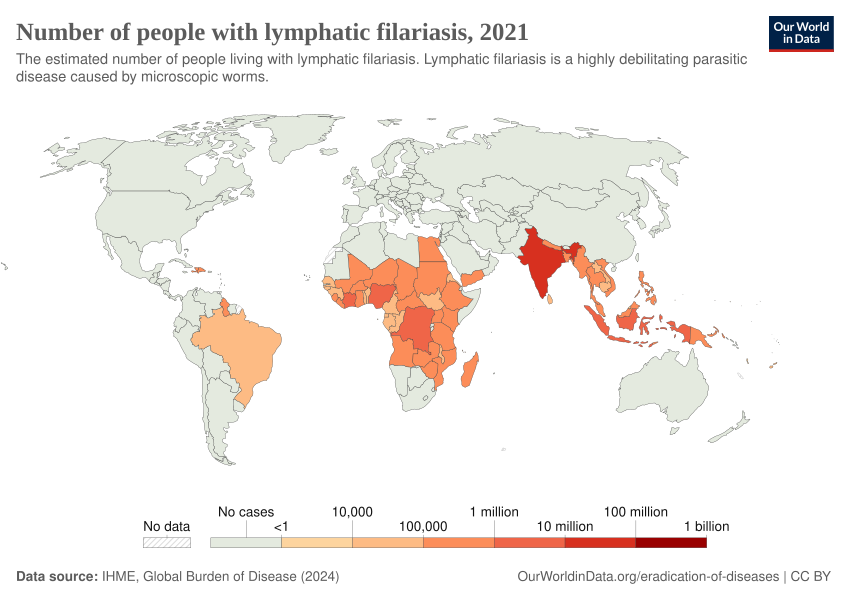 Number of people with lymphatic filariasis, 2021
Our World
in Data
The estimated number of people living with lymphatic filariasis. Lymphatic filariasis is a highly debilitating parasitic
disease caused by microscopic worms.
No data
No cases
<1
10,000
100,000
1 million
10 million
100 million
1 billion
Data source: IHME, Global Burden of Disease (2024)
OurWorldinData.org/eradication-of-diseases | CC BY